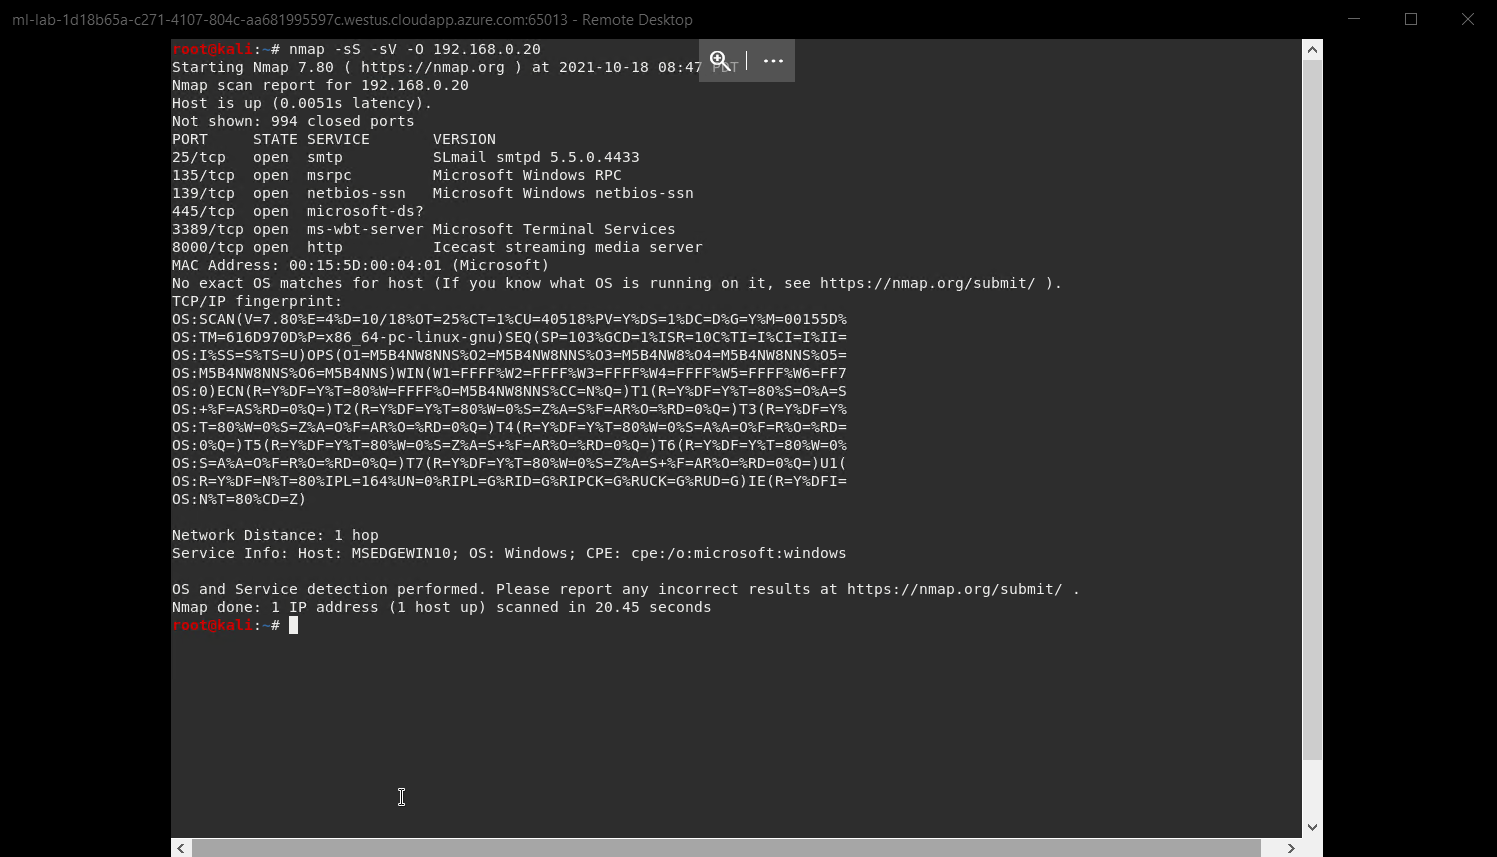 ml-lab-1d18b65a-c271-4107-804c-aa681995597c.westus.cloudapp.azure.com:65013 - Remote Desktop
root@kali:~# nmap -sS -sV -O 192.168.0.20
Starting Nmap 7.80 ( https://nmap.org ) at 2021-10-18 08:47 PDT
Nmap scan report for 192.168.0.20
Host is up (0.0051s latency).
Not shown: 994 closed ports
PORT     STATE SERVICE       VERSION
25/tcp   open  smtp          SLmail smtpd 5.5.0.4433
135/tcp  open  msrpc         Microsoft Windows RPC
139/tcp  open  netbios-ssn   Microsoft Windows netbios-ssn
445/tcp  open  microsoft-ds?
3389/tcp open  ms-wbt-server Microsoft Terminal Services
8000/tcp open  http          Icecast streaming media server
MAC Address: 00:15:5D:00:04:01 (Microsoft)
No exact OS matches for host (If you know what OS is running on it, see https://nmap.org/submit/ ).
TCP/IP fingerprint:
OS:SCAN(V=7.80%E=4%D=10/18%OT=25%CT=1%CU=40518%PV=Y%DS=1%DC=D%G=Y%M=00155D%
OS:TM=616D970D%P=x86_64-pc-linux-gnu)SEQ(SP=103%GCD=1%ISR=10C%TI=I%CI=I%II=
OS:I%SS=S%TS=U)OPS(O1=M5B4NW8NNS%O2=M5B4NW8NNS%O3=M5B4NW8%O4=M5B4NW8NNS%O5=
OS:M5B4NW8NNS%O6=M5B4NNS)WIN(W1=FFFF%W2=FFFF%W3=FFFF%W4=FFFF%W5=FFFF%W6=FF7
OS:0)ECN(R=Y%DF=Y%T=80%W=FFFF%O=M5B4NW8NNS%CC=N%Q=)T1(R=Y%DF=Y%T=80%S=O%A=S
OS:+%F=AS%RD=0%Q=)T2(R=Y%DF=Y%T=80%W=0%S=Z%A=S%F=AR%O=%RD=0%Q=)T3(R=Y%DF=Y%
OS:T=80%W=0%S=Z%A=O%F=AR%O=%RD=0%Q=)T4(R=Y%DF=Y%T=80%W=0%S=A%A=O%F=R%O=%RD=
OS:0%Q=)T5(R=Y%DF=Y%T=80%W=0%S=Z%A=S+%F=AR%O=%RD=0%Q=)T6(R=Y%DF=Y%T=80%W=0%
OS:S=A%A=O%F=R%O=%RD=0%Q=)T7(R=Y%DF=Y%T=80%W=0%S=Z%A=S+%F=AR%O=%RD=0%Q=)U1(
OS:R=Y%DF=N%T=80%IPL=164%UN=0%RIPL=G%RID=G%RIPCK=G%RUCK=G%RUD=G)IE(R=Y%DFI=
OS:N%T=80%CD=Z)
Network Distance: 1 hop
Service Info: Host: MSEDGEWIN10; OS: Windows; CPE: cpe:/o:microsoft:windows
OS and Service detection performed. Please report any incorrect results at https://nmap.org/submit/ .
Nmap done: 1 IP address (1 host up) scanned in 20.45 seconds
root@kali:~#